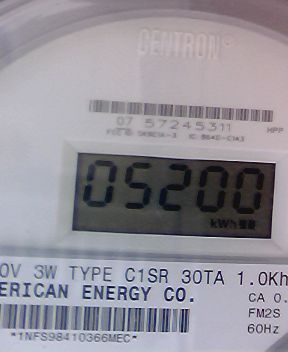 CENTRON®
07 57245311
HPP
05200
kWh
0V 3W TYPE C1SR 30TA 1.0Kh
ERICAN ENERGY CO.
CA 0.
FM2S
60Hz
*1NFS98410366MEC*